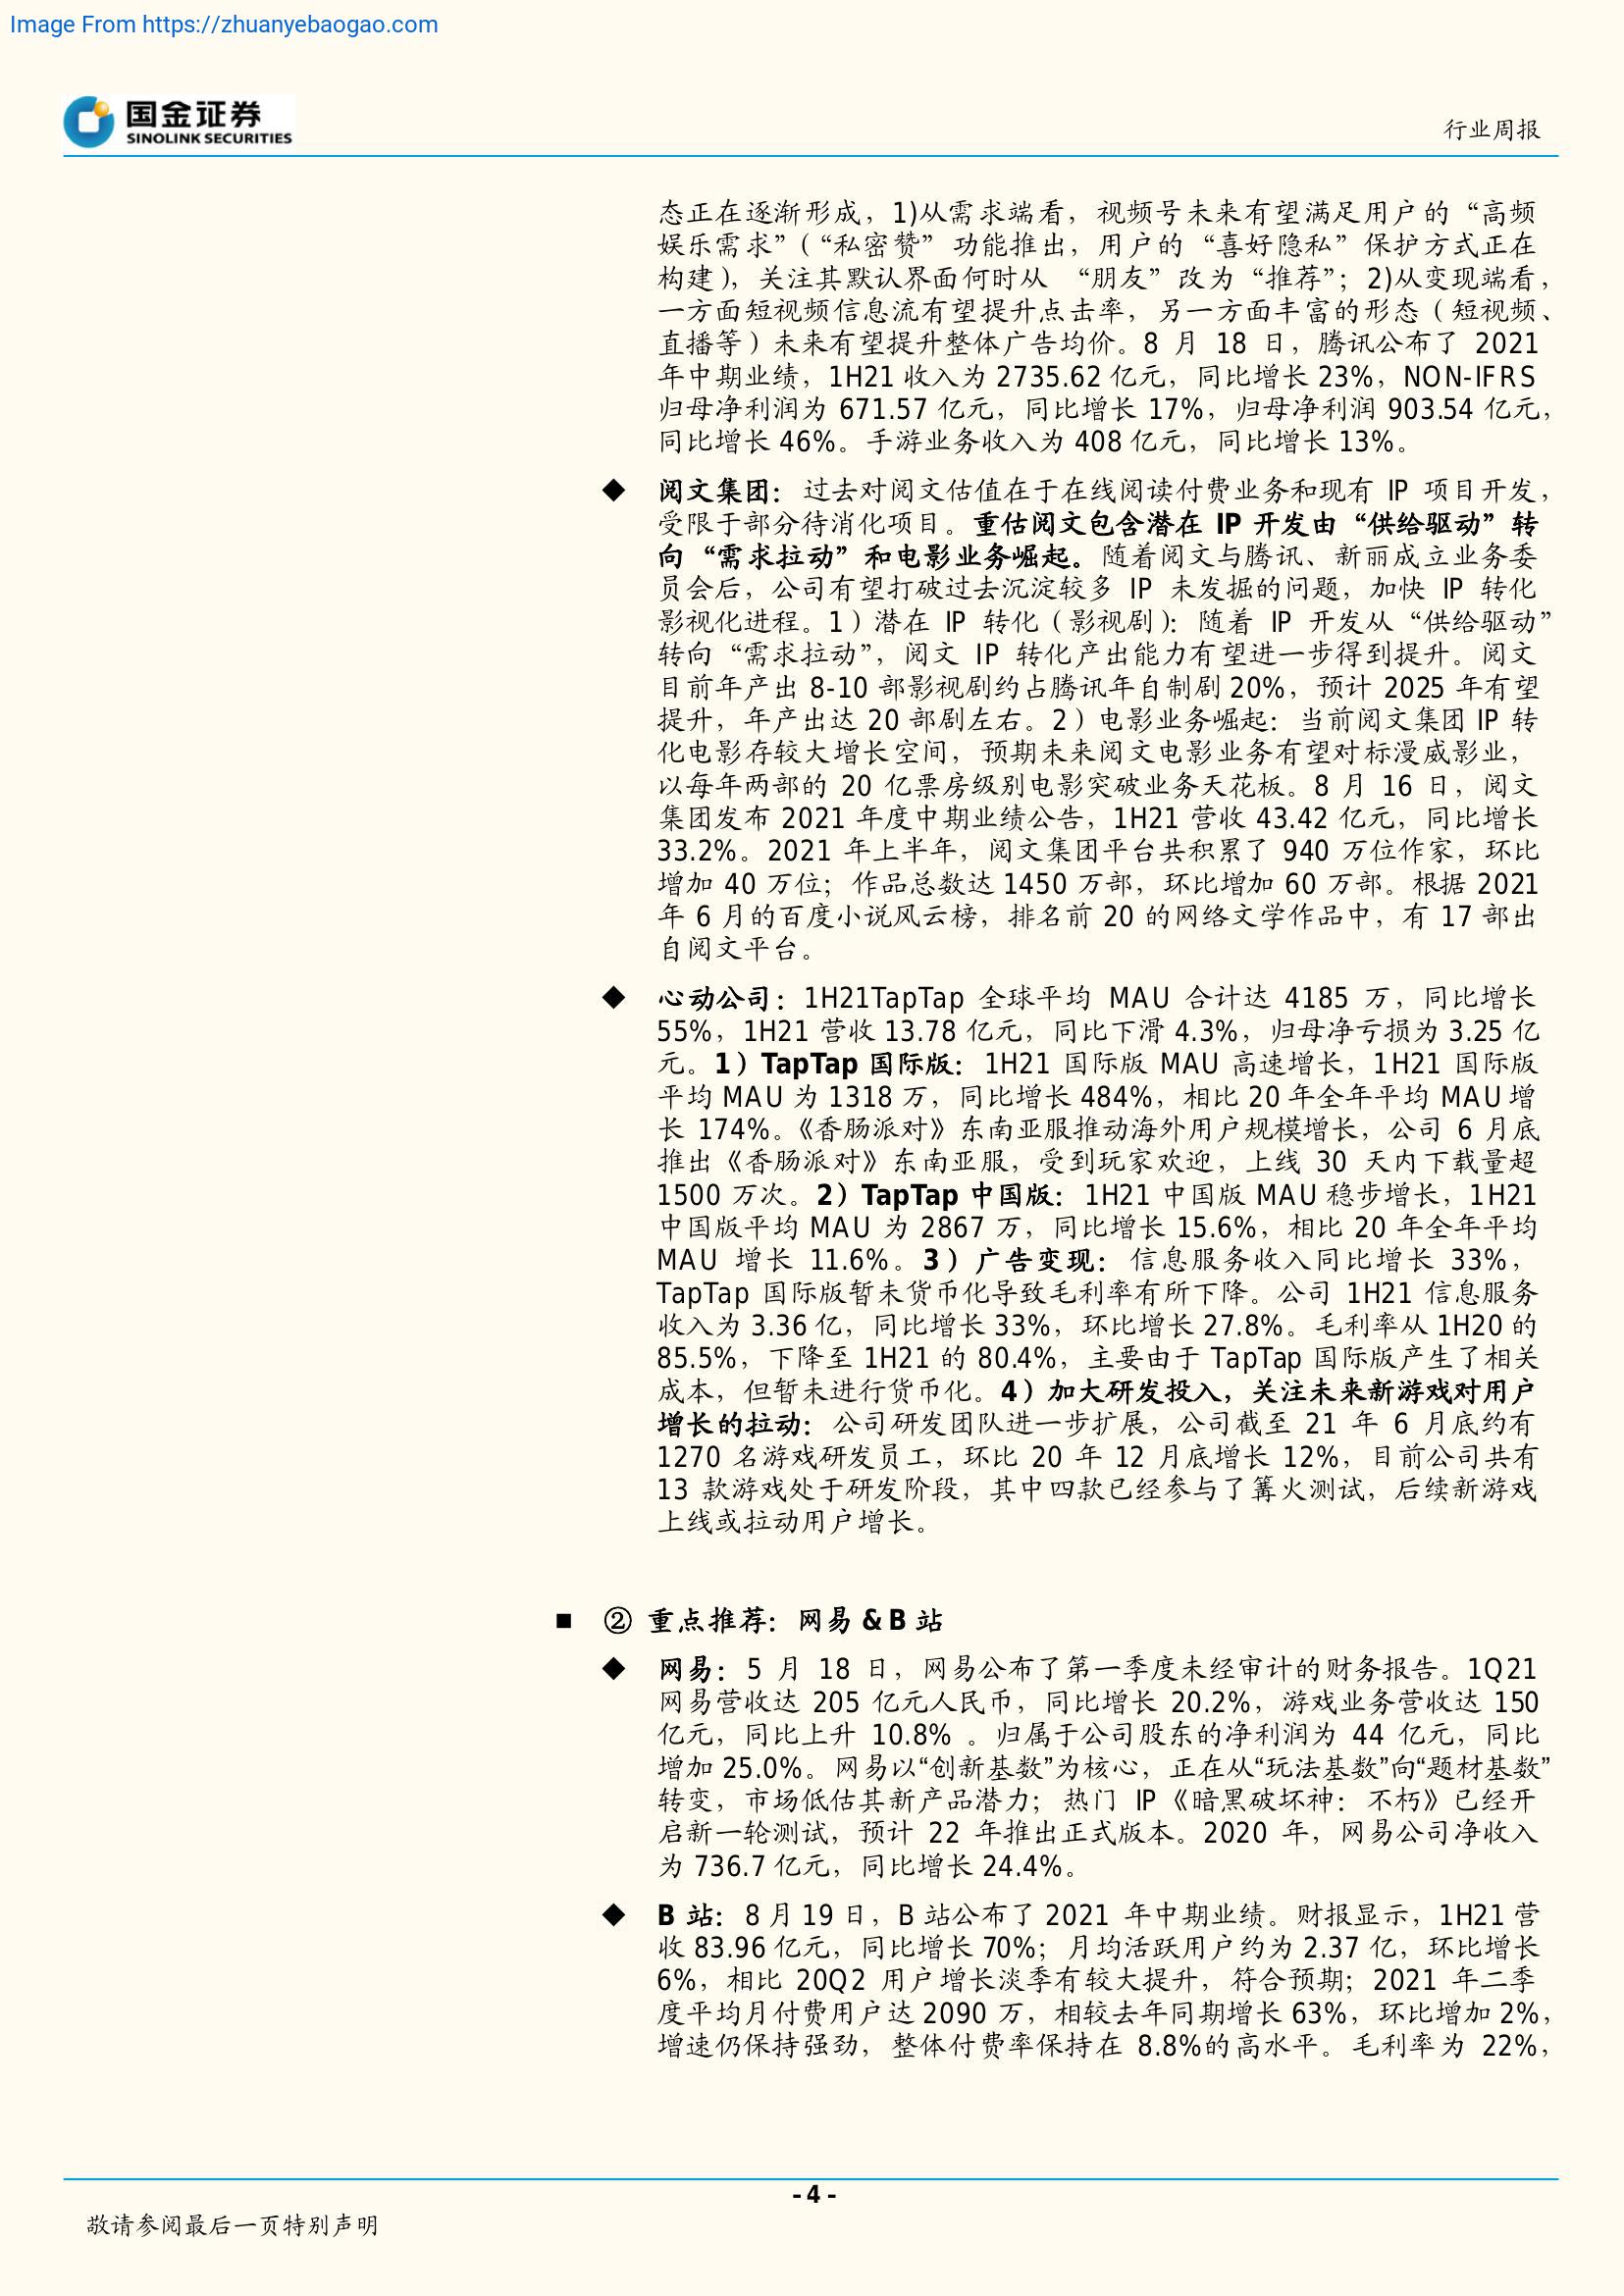 Image From https://zhuanyebaogao.com
国金证券
SINOLINK SECURITIES
行业周报
态正在逐渐形成，1)从需求端看，视频号未来有望满足用户的“高频
娱乐需求”（“私密赞” 功能推出，用户的 “喜好隐私” 保护方式正在
构建），关注其默认界面何时从 “朋友” 改为 “推荐”；2)从变现端看，
一方面短视频信息流有望提升点击率，另一方面丰富的形态（短视频、
直播等）未来有望提升整体广告均价。8 月 18 日，腾讯公布了 2021
年中期业绩，1H21 收入为 2735.62 亿元，同比增长 23%，NON-IFRS
归母净利润为 671.57 亿元，同比增长 17%，归母净利润 903.54 亿元，
同比增长 46%。手游业务收入为 408 亿元，同比增长 13%。
◆ 阅文集团：过去对阅文估值在于在线阅读付费业务和现有 IP 项目开发，
受限于部分待消化项目。重估阅文包含潜在 IP 开发由“供给驱动”转
向“需求拉动”和电影业务崛起。随着阅文与腾讯、新丽成立业务委
员会后，公司有望打破过去沉淀较多 IP 未发掘的问题，加快 IP 转化
影视化进程。1）潜在 IP 转化（影视剧）：随着 IP 开发从“供给驱动”
转向“需求拉动”，阅文 IP 转化产出能力有望进一步得到提升。阅文
目前年产出 8-10 部影视剧约占腾讯年自制剧 20%，预计 2025 年有望
提升，年产出达 20 部剧左右。2）电影业务崛起：当前阅文集团 IP 转
化电影存较大增长空间，预期未来阅文电影业务有望对标漫威影业，
以每年两部的 20 亿票房级别电影突破业务天花板。8 月 16 日，阅文
集团发布 2021 年度中期业绩公告，1H21 营收 43.42 亿元，同比增长
33.2%。2021 年上半年，阅文集团平台共积累了 940 万位作家，环比
增加 40 万位；作品总数达 1450 万部，环比增加 60 万部。根据 2021
年 6 月的百度小说风云榜，排名前 20 的网络文学作品中，有 17 部出
自阅文平台。
◆ 心动公司：1H21TapTap 全球平均 MAU 合计达 4185 万，同比增长
55%，1H21 营收 13.78 亿元，同比下滑 4.3%，归母净亏损为 3.25 亿
元。1）TapTap 国际版：1H21 国际版 MAU 高速增长，1H21 国际版
平均 MAU 为 1318 万，同比增长 484%，相比 20 年全年平均 MAU 增
长 174%。《香肠派对》东南亚服推动海外用户规模增长，公司 6 月底
推出《香肠派对》东南亚服，受到玩家欢迎，上线 30 天内下载量超
1500 万次。2）TapTap 中国版：1H21 中国版 MAU 稳步增长，1H21
中国版平均 MAU 为 2867 万，同比增长 15.6%，相比 20 年全年平均
MAU 增长 11.6%。3）广告变现：信息服务收入同比增长 33%，
TapTap 国际版暂未货币化导致毛利率有所下降。公司 1H21 信息服务
收入为 3.36 亿，同比增长 33%，环比增长 27.8%。毛利率从 1H20 的
85.5%，下降至 1H21 的 80.4%，主要由于 TapTap 国际版产生了相关
成本，但暂未进行货币化。4）加大研发投入，关注未来新游戏对用户
增长的拉动：公司研发团队进一步扩展，公司截至 21 年 6 月底约有
1270 名游戏研发员工，环比 20 年 12 月底增长 12%，目前公司共有
13 款游戏处于研发阶段，其中四款已经参与了篝火测试，后续新游戏
上线或拉动用户增长。
■ ② 重点推荐：网易 & B 站
◆ 网易：5 月 18 日，网易公布了第一季度未经审计的财务报告。1Q21
网易营收达 205 亿元人民币，同比增长 20.2%，游戏业务营收达 150
亿元，同比上升 10.8% 。归属于公司股东的净利润为 44 亿元，同比
增加 25.0%。网易以“创新基数”为核心，正在从“玩法基数”向“题材基数”
转变，市场低估其新产品潜力；热门 IP《暗黑破坏神：不朽》已经开
启新一轮测试，预计 22 年推出正式版本。2020 年，网易公司净收入
为 736.7 亿元，同比增长 24.4%。
◆ B 站：8 月 19 日，B 站公布了 2021 年中期业绩。财报显示，1H21 营
收 83.96 亿元，同比增长 70%；月均活跃用户约为 2.37 亿，环比增长
6%，相比 20Q2 用户增长淡季有较大提升，符合预期；2021 年二季
度平均月付费用户达 2090 万，相较去年同期增长 63%，环比增加 2%，
增速仍保持强劲，整体付费率保持在 8.8%的高水平。毛利率为 22%，
- 4 -
敬请参阅最后一页特别声明